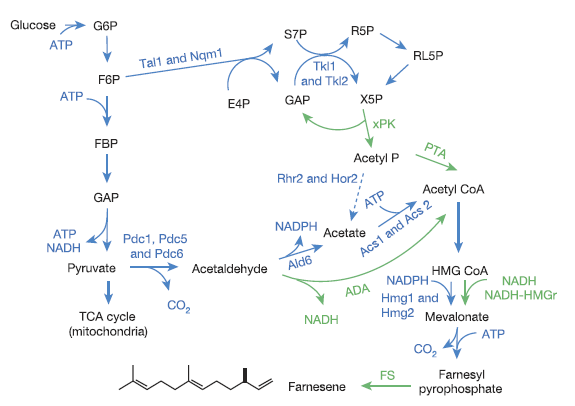 Glucose
G6P
ATP
S7P
R5P
RL5P
Tal1 and Nqm1
Tkl1
and Tkl2
F6P
ATP
E4P
GAP
X5P
xPK
FBP
Acetyl P
PTA
Rhr2 and Hor2
GAP
ATP
Acetyl CoA
NADPH
Acetate
Acs1 and Acs 2
ATP
NADH
Pdc1, Pdc5
and Pdc6
Pyruvate
Acetaldehyde
Ald6
ADA
CO2
NADH
HMG CoA
NADPH
NADH
NADH-HMGr
Hmg1 and
Hmg2
TCA cycle
(mitochondria)
Mevalonate
CO2
ATP
Farnesene
FS
Farnesyl
pyrophosphate